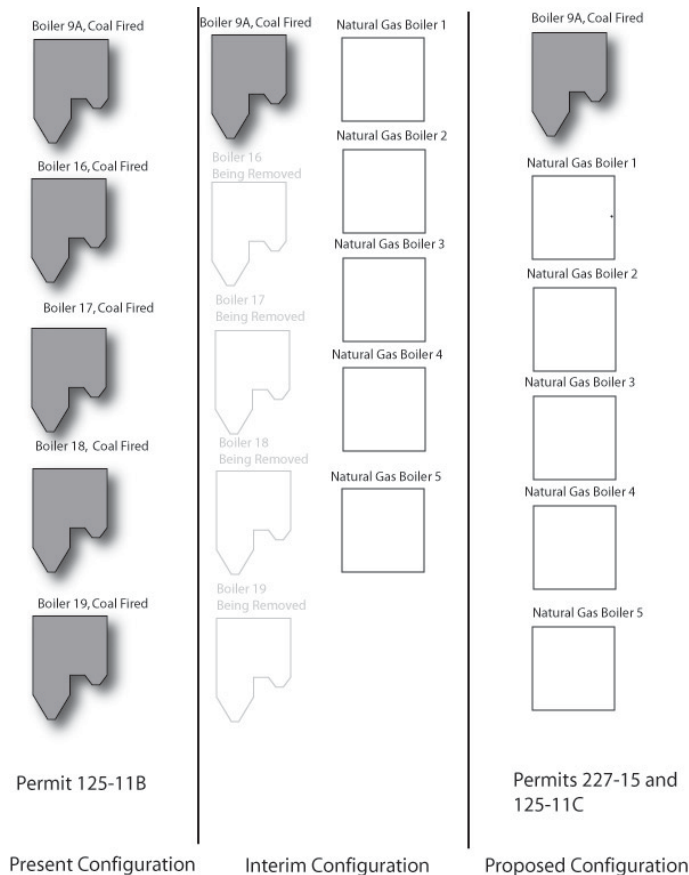 Boiler 9A, Coal Fired
Boiler 16, Coal Fired
Boiler 17, Coal Fired
Boiler 18, Coal Fired
Boiler 19, Coal Fired
Permit 125-11B
Present Configuration
Boiler 9A, Coal Fired
Boiler 16
Being Removed
Boiler 17
Being Removed
Boiler 18
Being Removed
Boiler 19
Being Removed
Natural Gas Boiler 1
Natural Gas Boiler 2
Natural Gas Boiler 3
Natural Gas Boiler 4
Natural Gas Boiler 5
Interim Configuration
Boiler 9A, Coal Fired
Natural Gas Boiler 1
Natural Gas Boiler 2
Natural Gas Boiler 3
Natural Gas Boiler 4
Natural Gas Boiler 5
Permits 227-15 and
125-11C
Proposed Configuration